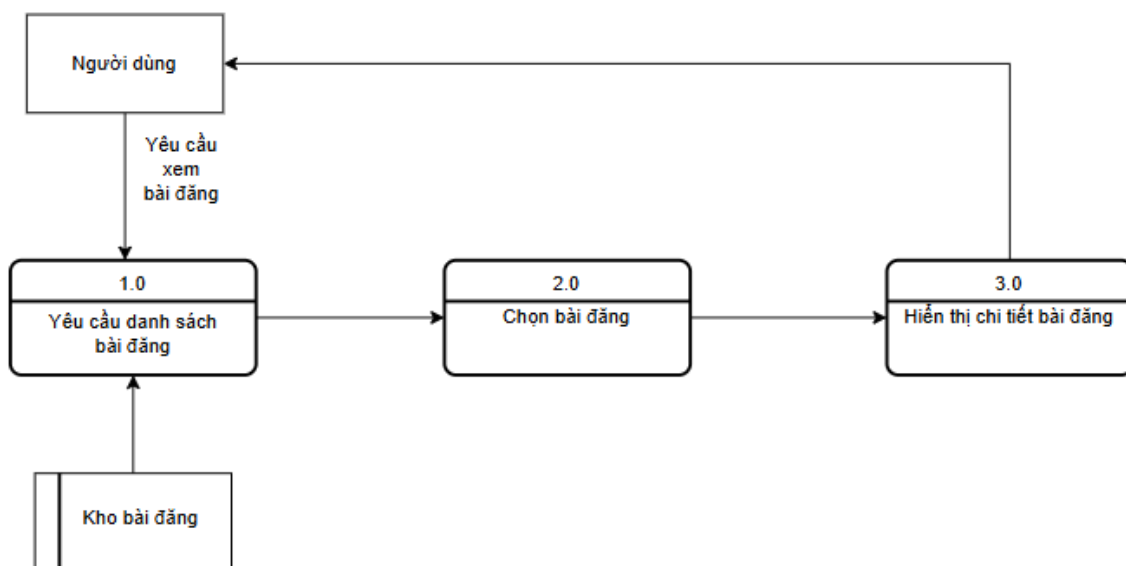 Người dùng
Yêu cầu
xem
bài đăng
1.0
Yêu cầu danh sách
bài đăng
2.0
Chọn bài đăng
3.0
Hiển thị chi tiết bài đăng
Kho bài đăng